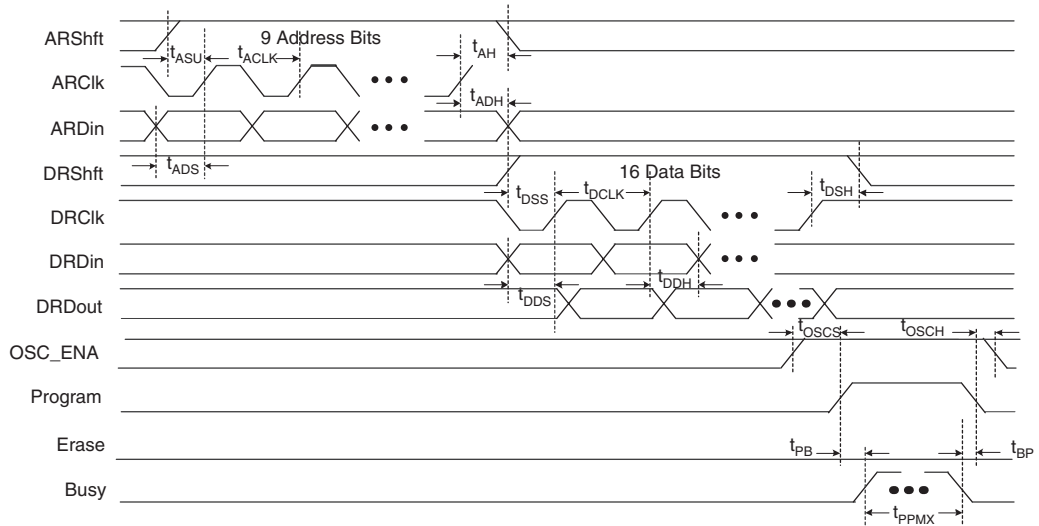 ARShft
9 Address Bits
tASU
tACLK
tAH
ARClk
tADH
ARDin
tADS
DRShft
16 Data Bits
tDSS
tDCLK
tDSH
DRClk
DRDin
tDDS
tDDH
DRDout
tOSCS
tOSCH
OSC_ENA
Program
Erase
tPB
tBP
Busy
tPPMX